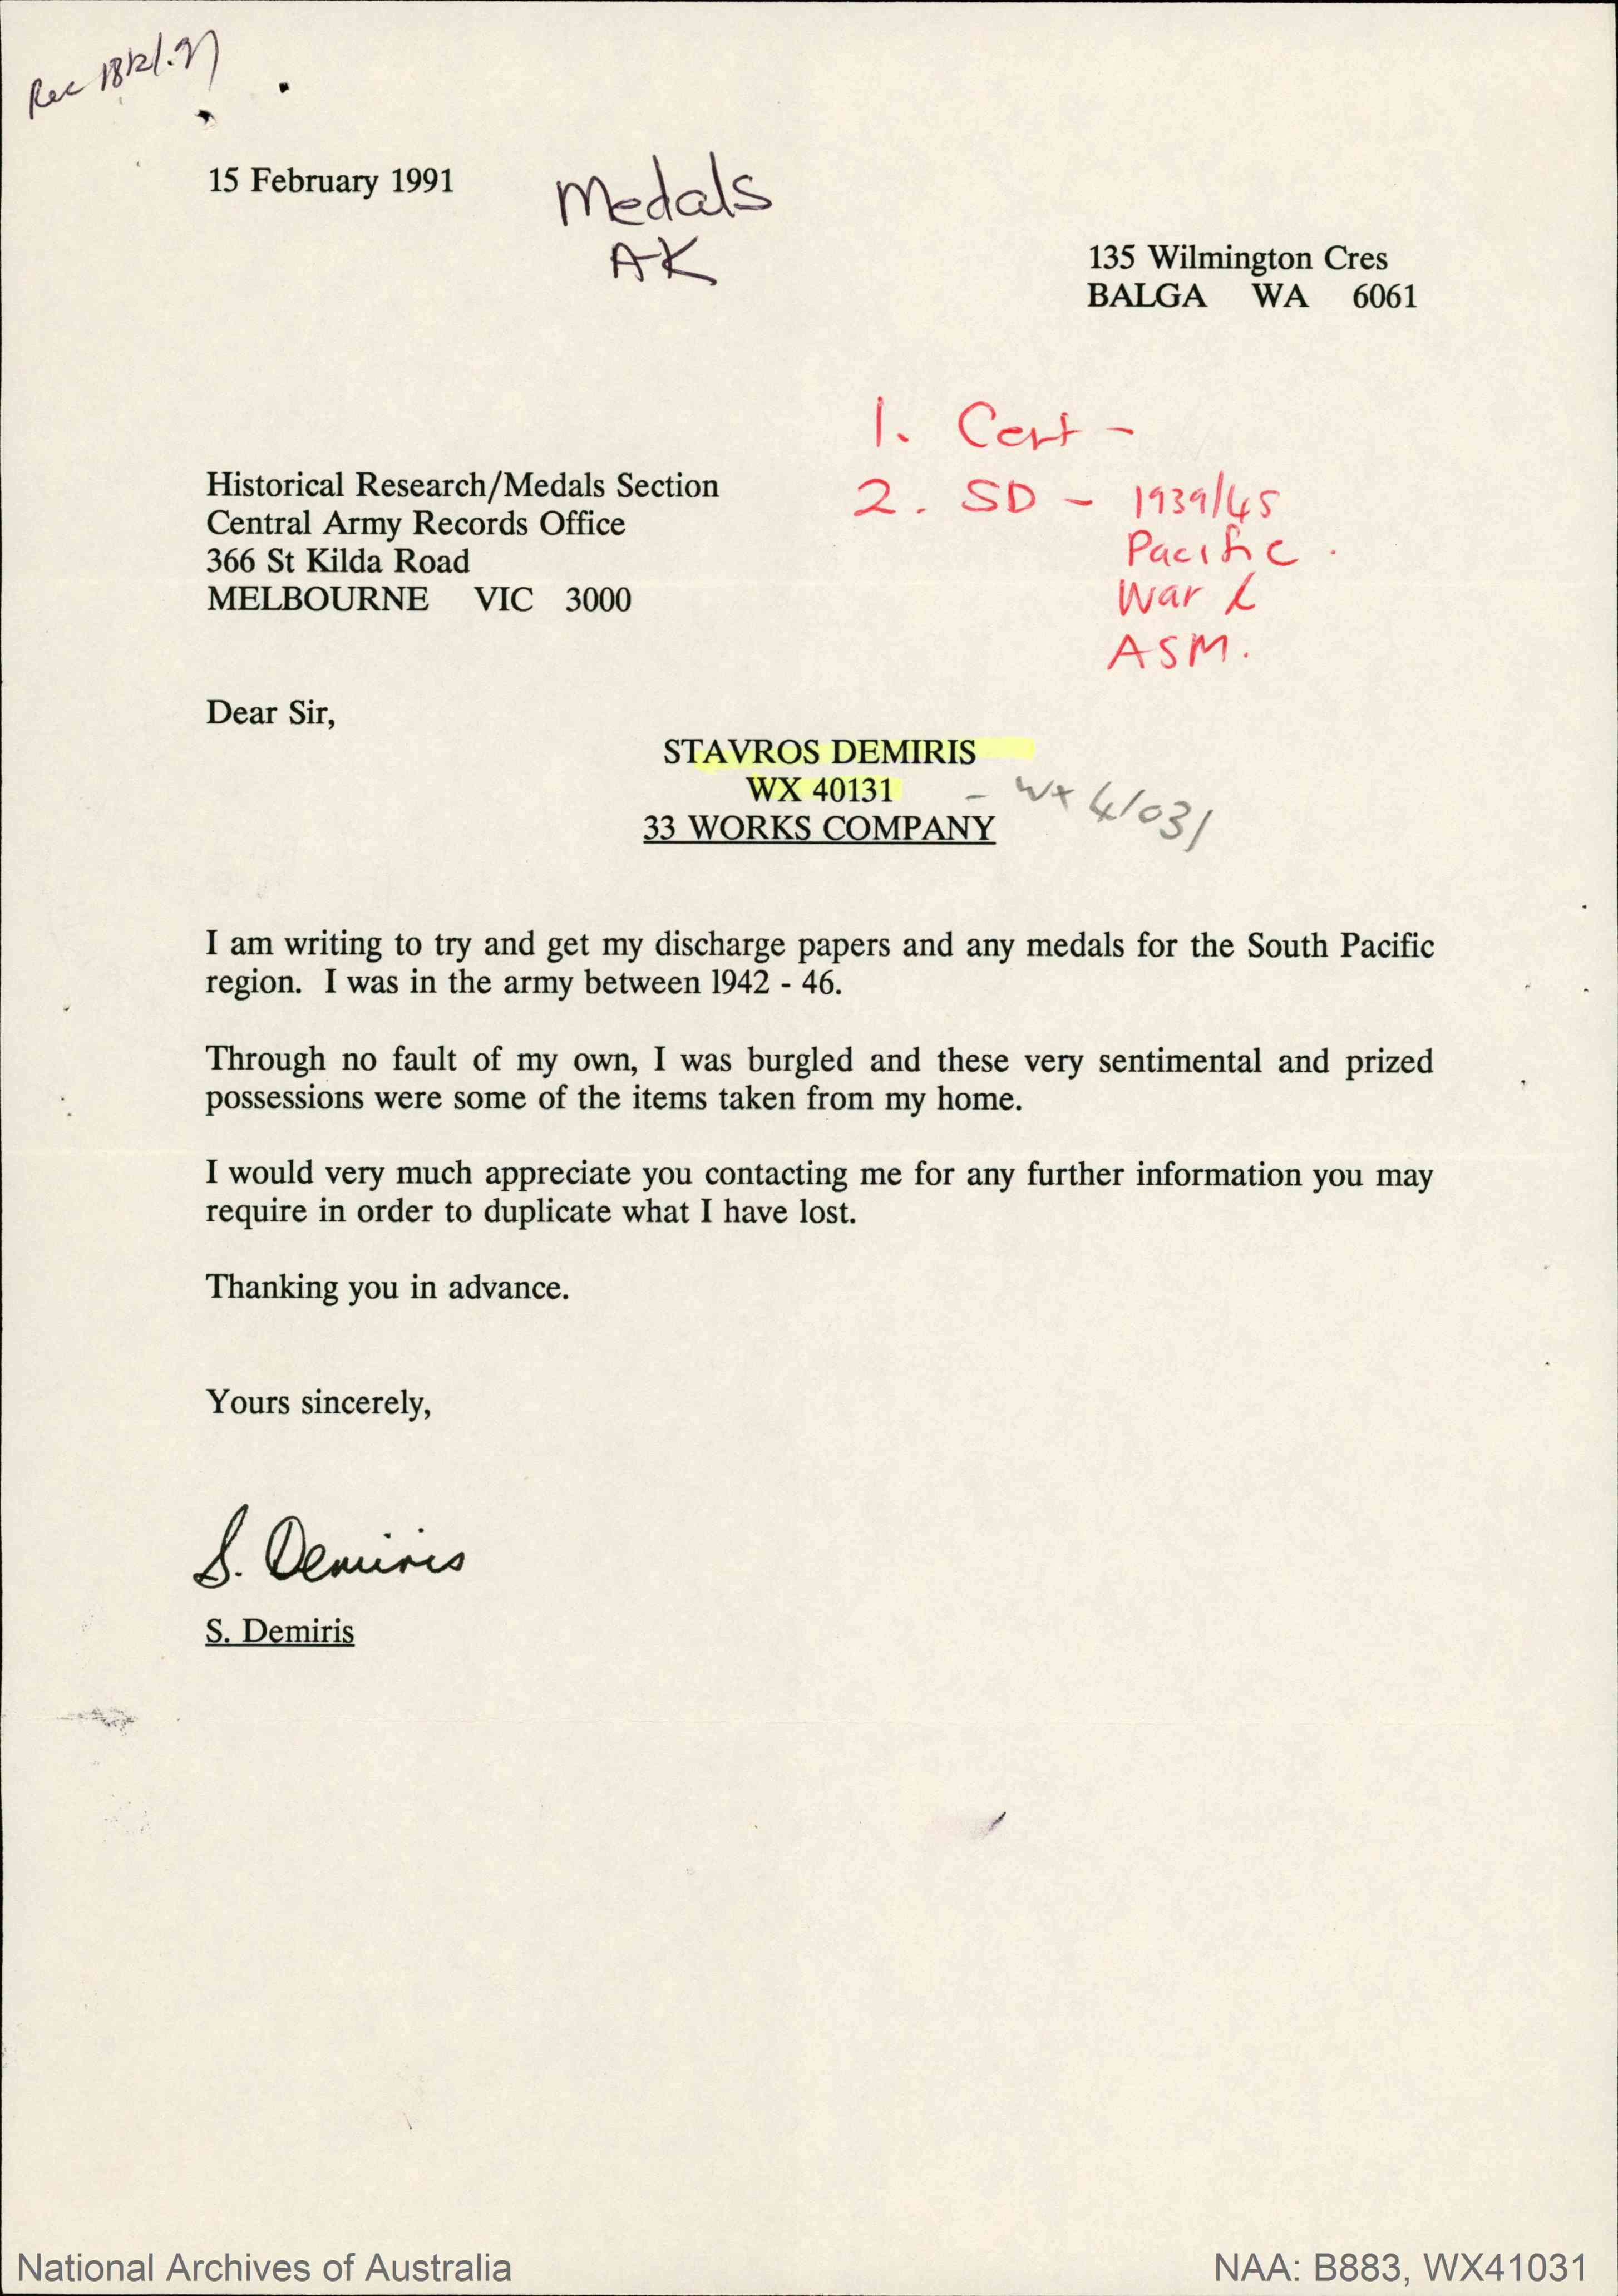 Rec 18/2/.91
15 February 1991
Medals
AK
135 Wilmington Cres
BALGA WA 6061
1. Cert -
Historical Research/Medals Section
2. SD - 1939/45
Central Army Records Office
Pacific.
366 St Kilda Road
War
MELBOURNE VIC 3000
ASM.
Dear Sir,
STAVROS DEMIRIS
WX 40131 - WX 41031
33 WORKS COMPANY
I am writing to try and get my discharge papers and any medals for the South Pacific
region. I was in the army between 1942 - 46.
Through no fault of my own, I was burgled and these very sentimental and prized
possessions were some of the items taken from my home.
I would very much appreciate you contacting me for any further information you may
require in order to duplicate what I have lost.
Thanking you in advance.
Yours sincerely,
S. Demiris
S. Demiris
National Archives of Australia
NAA: B883, WX41031